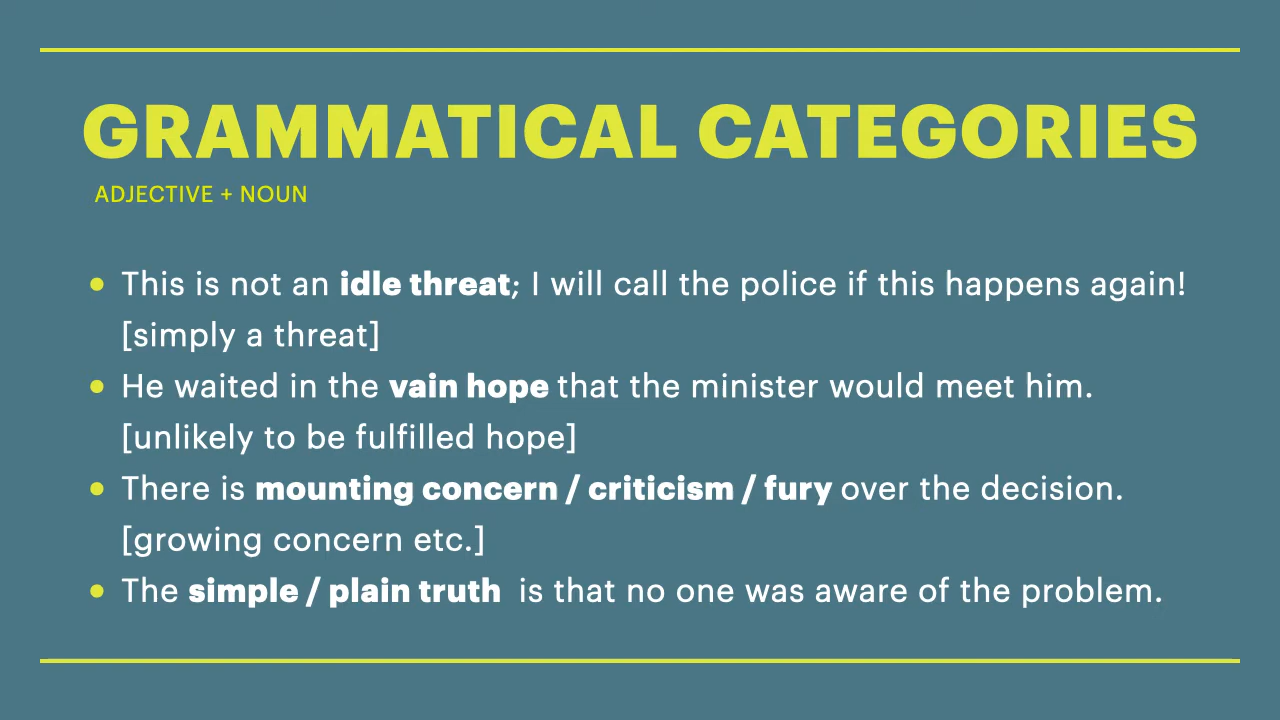 GRAMMATICAL CATEGORIES
ADJECTIVE + NOUN
• This is not an idle threat; I will call the police if this happens again!
[simply a threat]
• He waited in the vain hope that the minister would meet him.
[unlikely to be fulfilled hope]
• There is mounting concern / criticism / fury over the decision.
[growing concern etc.]
• The simple / plain truth is that no one was aware of the problem.